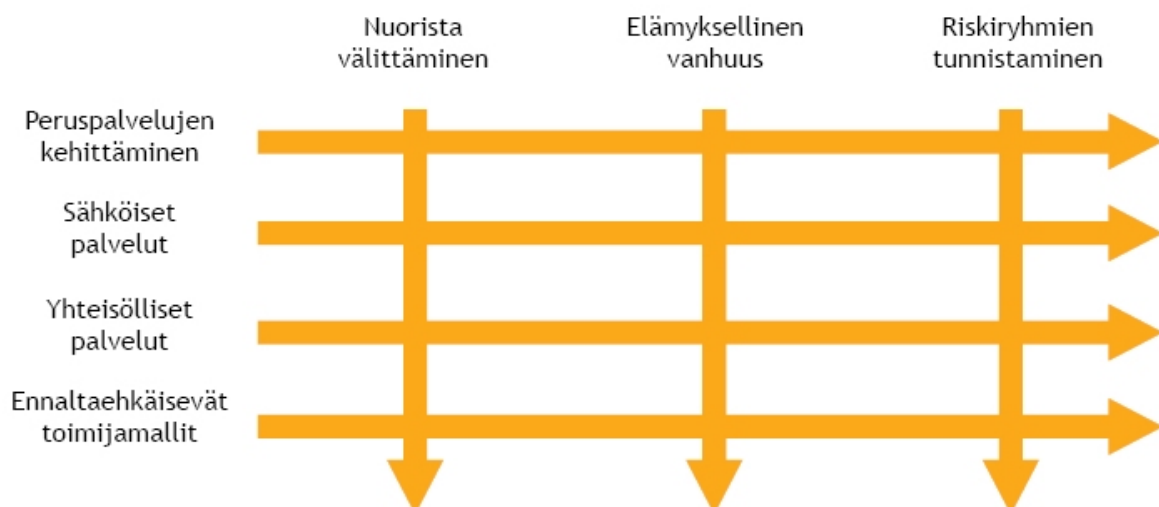 Nuorista
välittäminen
Elämyksellinen
vanhuus
Riskiryhmien
tunnistaminen
Peruspalvelujen
kehittäminen
Sähköiset
palvelut
Yhteisölliset
palvelut
Ennaltaehkäisevät
toimijamallit